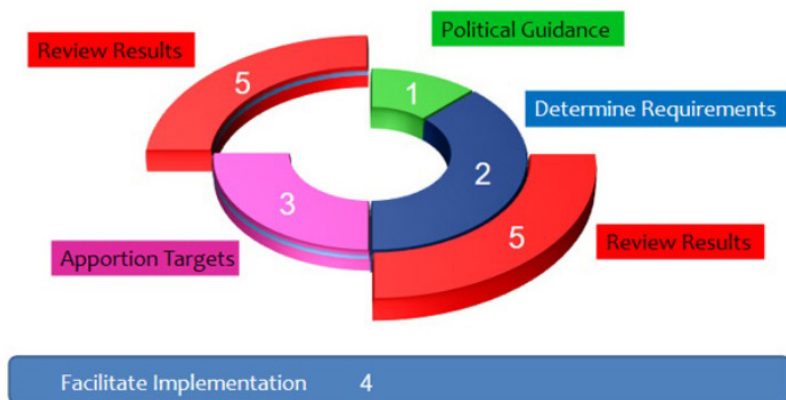 Political Guidance
Review Results
5
1
Determine Requirements
2
3
5
Review Results
Apportion Targets
Facilitate Implementation 4